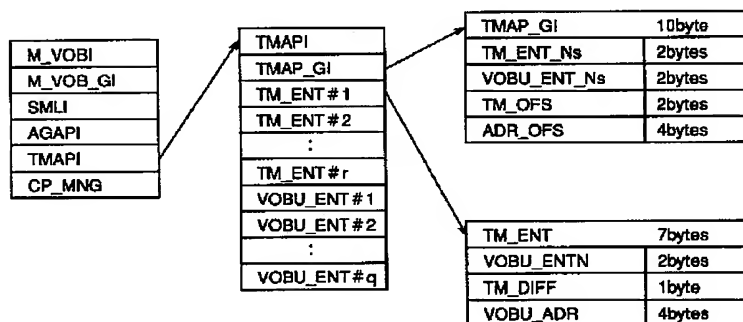 M_VOBI
M_VOB_GI
SMLI
AGAPI
TMAPI
CP_MNG
TMAPI
TMAP_GI
TM_ENT#1
TM_ENT#2
:
TM_ENT#r
VOBU_ENT#1
VOBU_ENT#2
:
VOBU_ENT#q
TMAP_GI 10byte
TM_ENT_Ns 2bytes
VOBU_ENT_Ns 2bytes
TM_OFS 2bytes
ADR_OFS 4bytes
TM_ENT 7bytes
VOBU_ENTN 2bytes
TM_DIFF 1byte
VOBU_ADR 4bytes